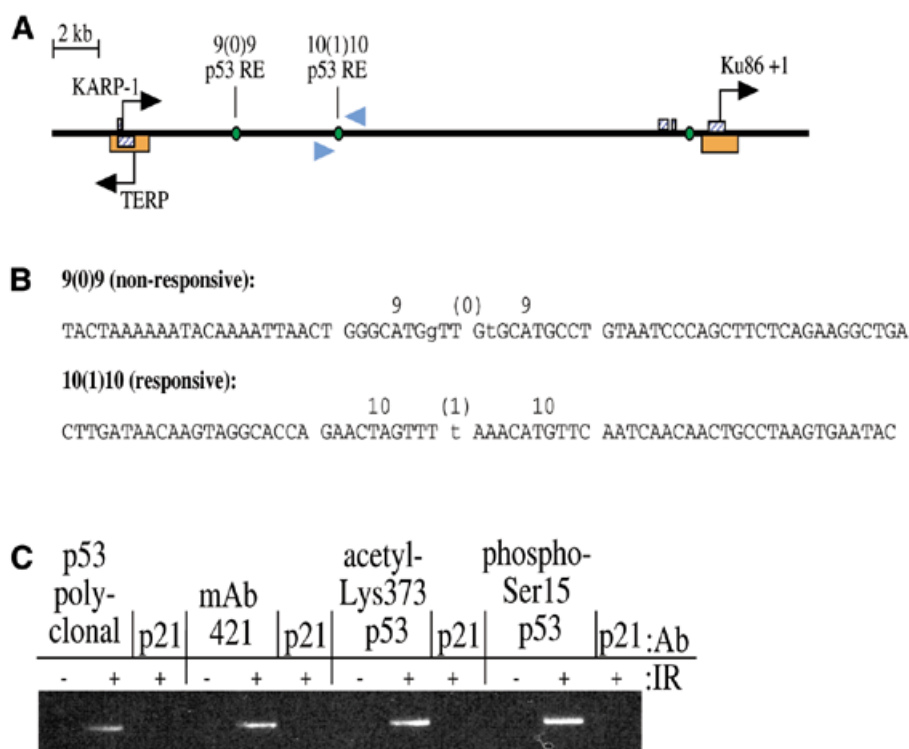 A
2 kb
9(0)9
p53 RE
10(1)10
p53 RE
KARP-1
Ku86 +1
TERP
B
9(0)9 (non-responsive):
9 (0) 9
TACTAAAAAATACAAAATTAACT GGGCATGgTT GtGCATGCCT GTAATCCCAGCTTCTCAGAAGGCTGA
10(1)10 (responsive):
10 (1) 10
CTTGATAACAAGTAGGCACCA GAACTAGTTT t AAACATGTTC AATCAACAACTGCCTAAGTGAATAC
C
p53 poly-clonal p21 mAb 421 p21 acetyl-Lys373 p53 p21 phospho-Ser15 p53 p21 :Ab
- + + - + + - + + - + + :IR